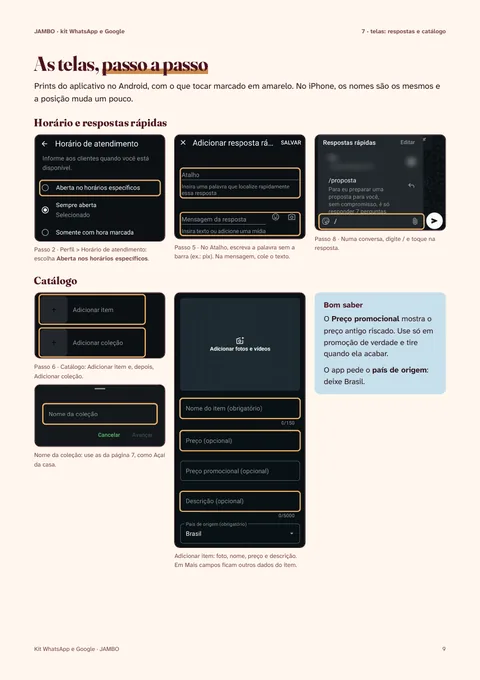 JAMBO · kit WhatsApp e Google
7 · telas: respostas e catálogo
As telas, passo a passo
Prints do aplicativo no Android, com o que tocar marcado em amarelo. No iPhone, os nomes são os mesmos e
a posição muda um pouco.
Horário e respostas rápidas
Horário de atendimento
Informe aos clientes quando você está
disponível.
Aberta no horários específicos
Sempre aberta
Selecionado
Somente com hora marcada
Passo 2 · Perfil > Horário de atendimento:
escolha Aberta nos horários específicos.
Adicionar resposta rá... SALVAR
Atalho
Insira uma palavra que localize rapidamente
essa resposta
Mensagem da resposta
Insira texto ou adicione uma mídia
Passo 5 · No Atalho, escreva a palavra sem a
barra (ex.: pix). Na mensagem, cole o texto.
Respostas rápidas Editar
/proposta
Para eu preparar uma
proposta para você,
sem compromisso, é só
responder 7 perguntas
/
Passo 8 · Numa conversa, digite / e toque na
resposta.
Catálogo
Adicionar item
Adicionar coleção
Passo 6 · Catálogo: Adicionar item e, depois,
Adicionar coleção.
Nome da coleção
Cancelar Avançar
Nome da coleção: use as da página 7, como Açaí
da casa.
Adicionar fotos e vídeos
Nome do item (obrigatório)
0/150
Preço (opcional)
Preço promocional (opcional)
Descrição (opcional)
0/5000
País de origem (obrigatório)
Brasil
Adicionar item: foto, nome, preço e descrição.
Em Mais campos ficam outros dados do item.
Bom saber
O Preço promocional mostra o
preço antigo riscado. Use só em
promoção de verdade e tire
quando ela acabar.
O app pede o país de origem:
deixe Brasil.
Kit WhatsApp e Google · JAMBO
9